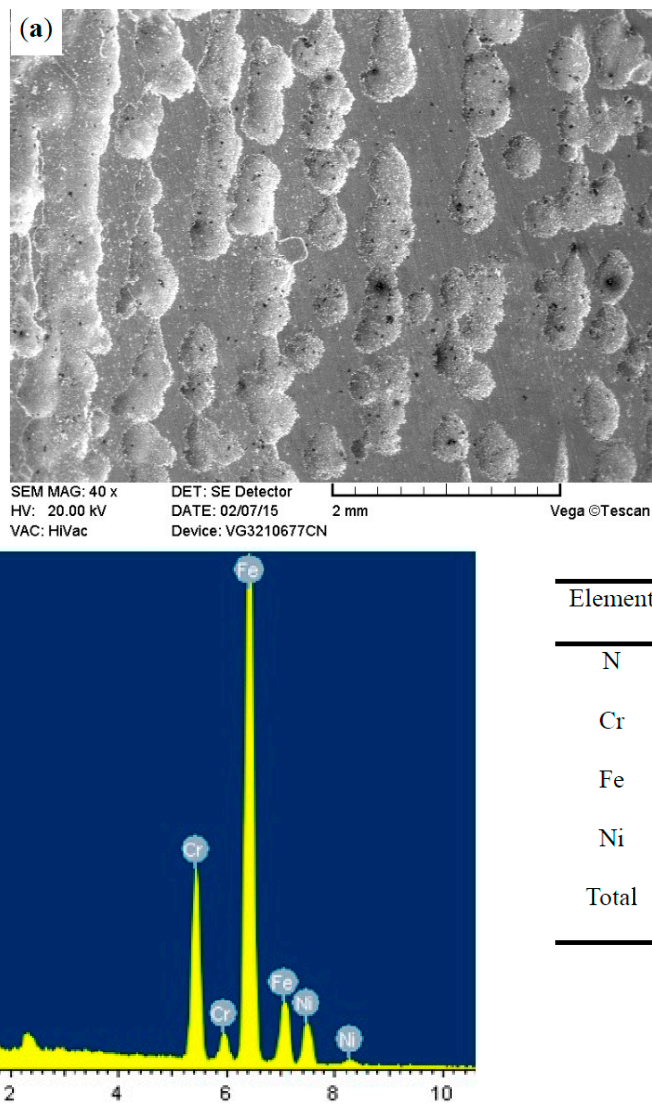 (a)
SEM MAG: 40 x DET: SE Detector
HV: 20.00 kV DATE: 02/07/15 2 mm Vega ©Tescan
VAC: HiVac Device: VG3210677CN
Fe
Cr
Cr
Fe
Ni
Ni
2 4 6 8 10
Element
N
Cr
Fe
Ni
Total